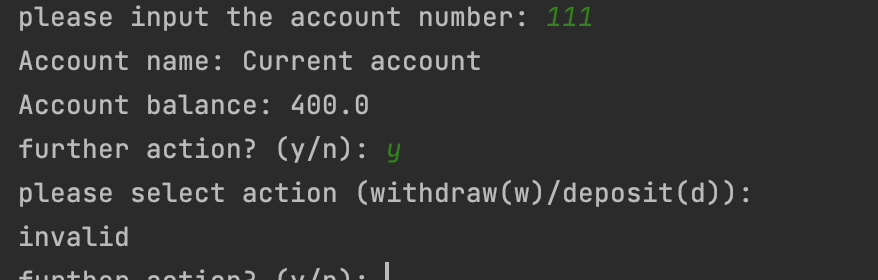 please input the account number: 111
Account name: Current account
Account balance: 400.0
further action? (y/n): y
please select action (withdraw(w)/deposit(d)):
invalid
further action? (y/n):